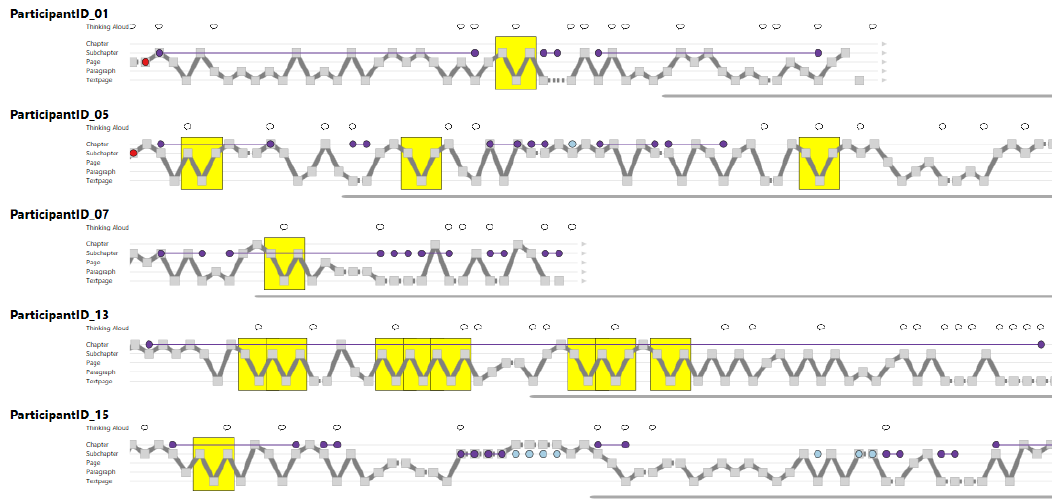 ParticipantID_01
Thinking Aloud
Chapter
Subchapter
Page
Paragraph
Textpage
ParticipantID_05
Thinking Aloud
Chapter
Subchapter
Page
Paragraph
Textpage
ParticipantID_07
Thinking Aloud
Chapter
Subchapter
Page
Paragraph
Textpage
ParticipantID_13
Thinking Aloud
Chapter
Subchapter
Page
Paragraph
Textpage
ParticipantID_15
Thinking Aloud
Chapter
Subchapter
Page
Paragraph
Textpage